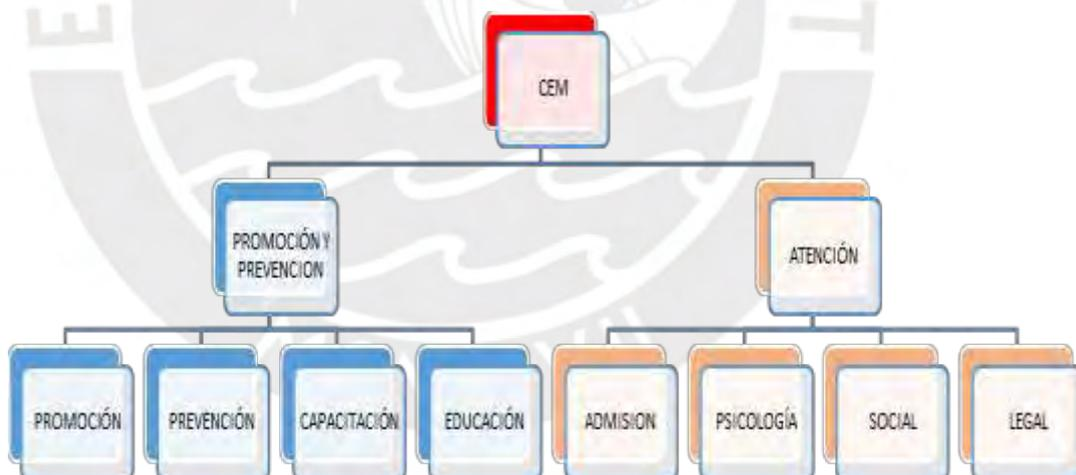 CEM
PROMOCIÓN Y
PREVENCION
ATENCIÓN
PROMOCIÓN
PREVENCIÓN
CAPACITACIÓN
EDUCACIÓN
ADMISION
PSICOLOGÍA
SOCIAL
LEGAL